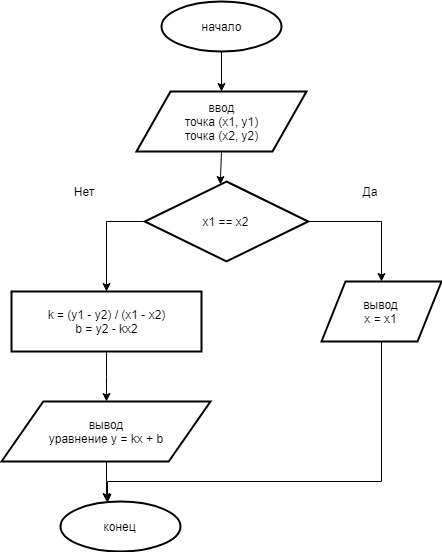 начало
ввод
точка (x1, y1)
точка (x2, y2)
Нет
Да
x1 == x2
k = (y1 - y2) / (x1 - x2)
b = y2 - kx2
вывод
x = x1
вывод
уравнение y = kx + b
конец